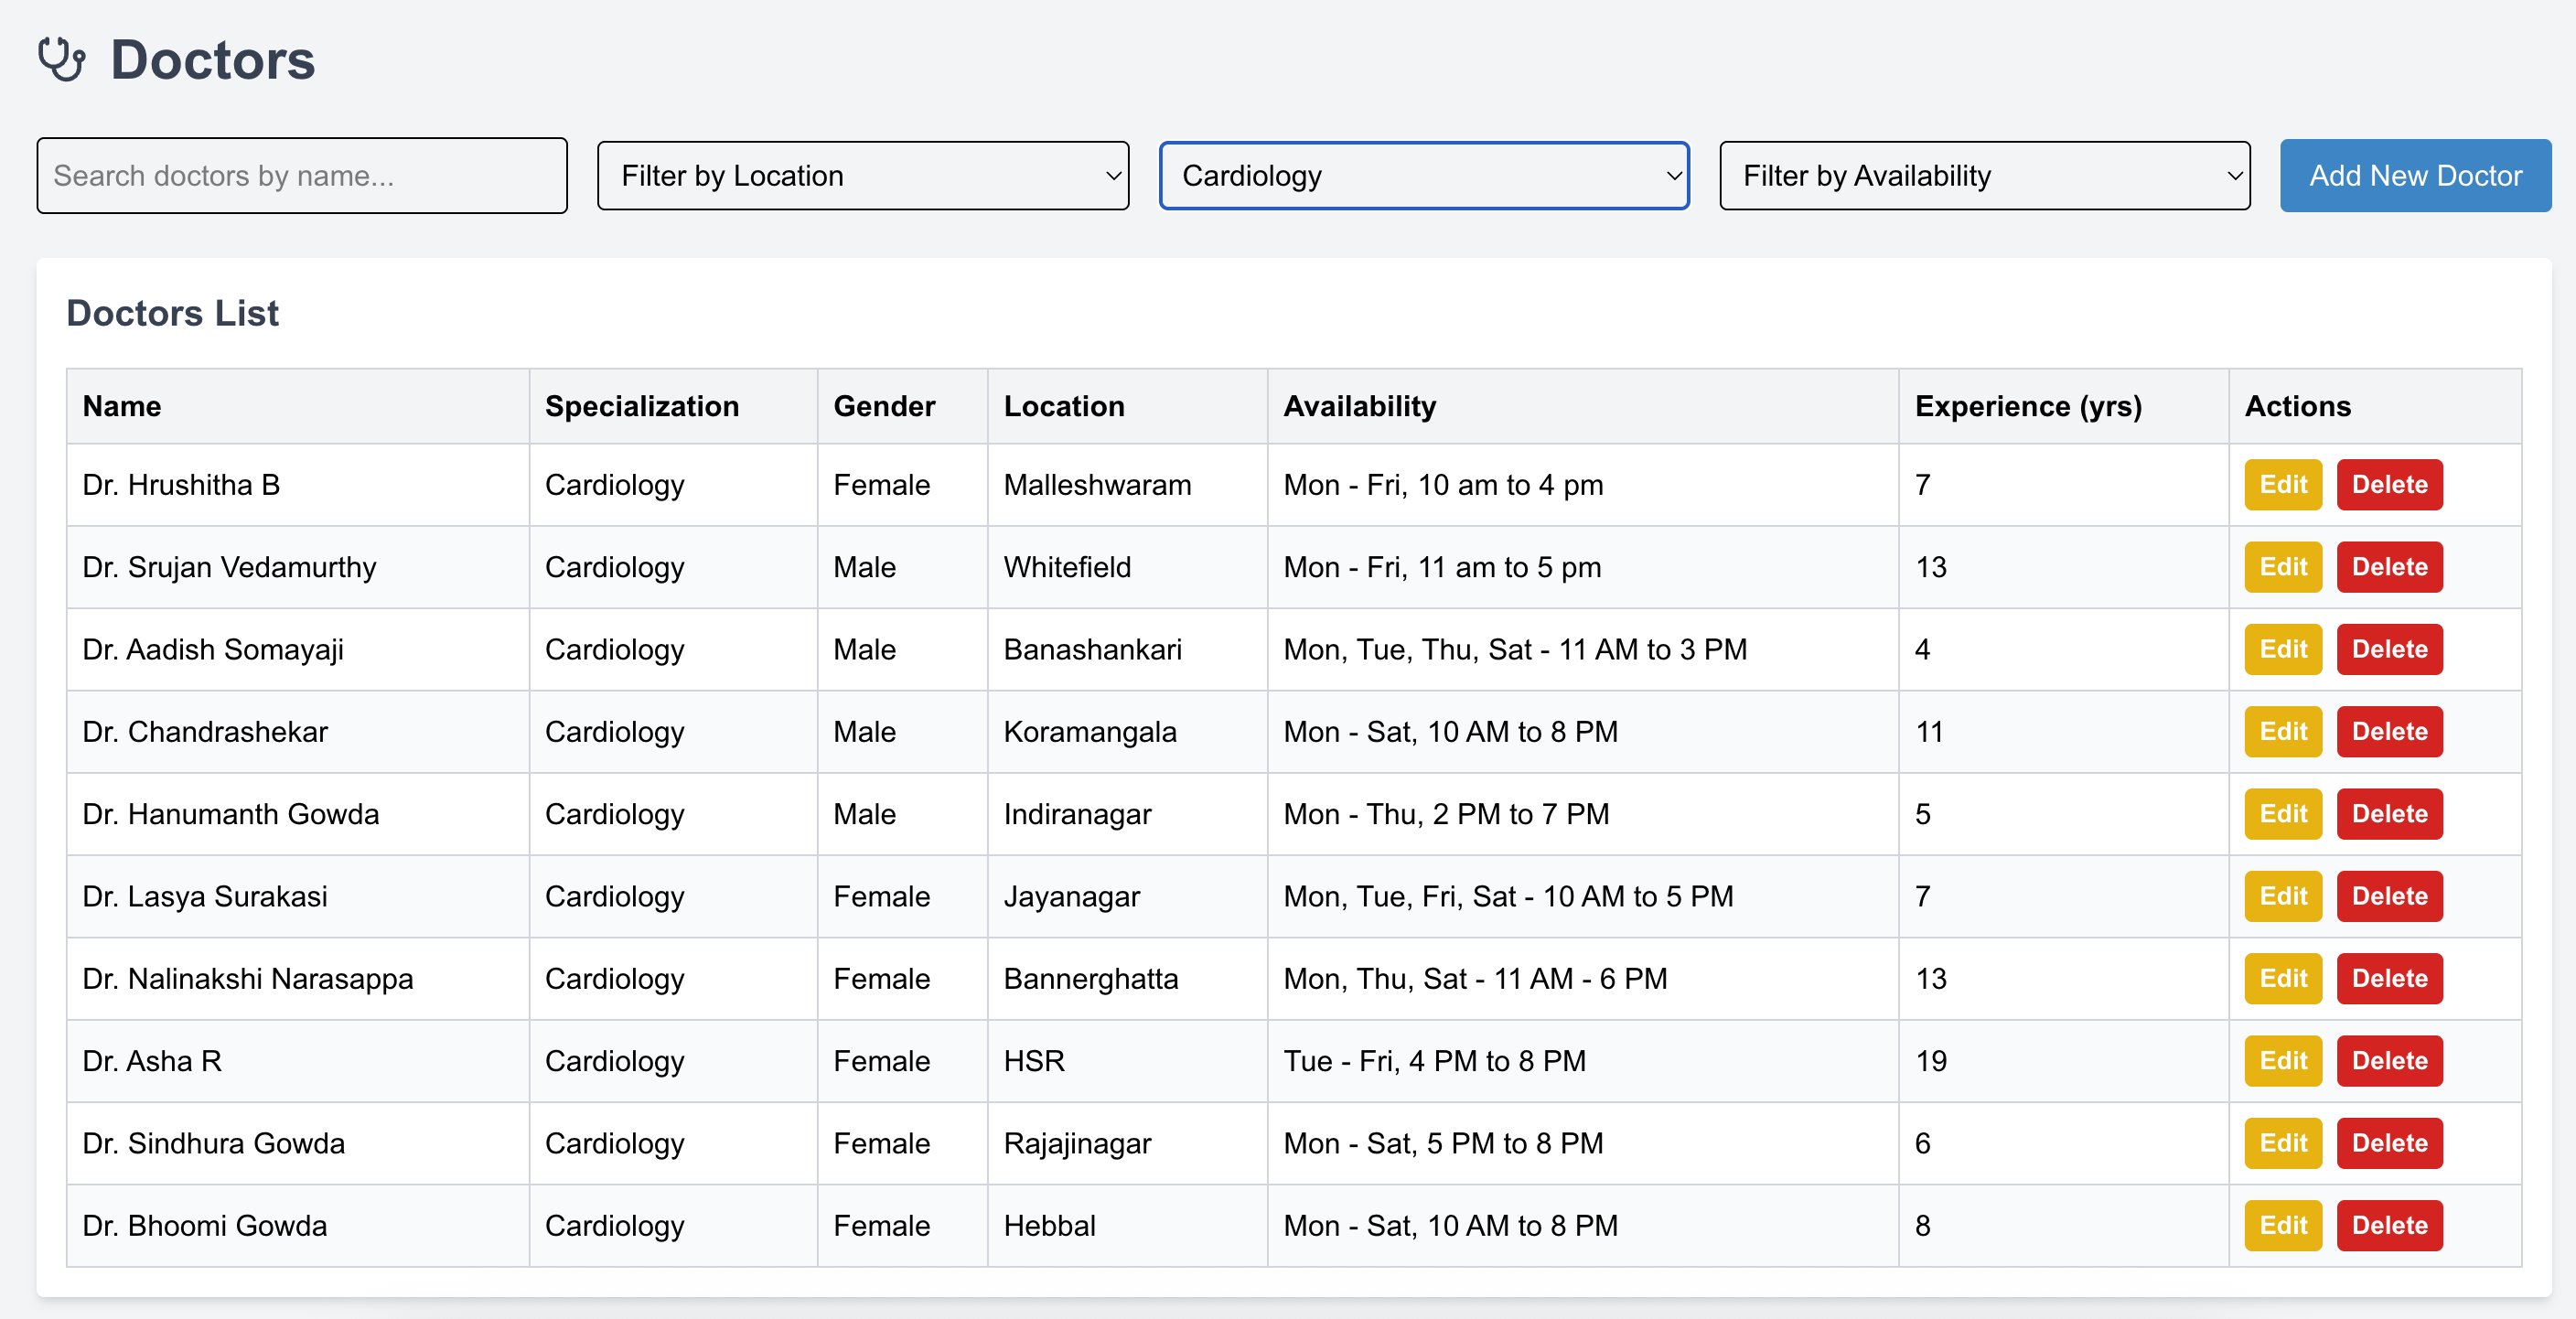 Doctors
Search doctors by name... Filter by Location Cardiology Filter by Availability Add New Doctor
Doctors List
Name Specialization Gender Location Availability Experience (yrs) Actions
Dr. Hrushitha B Cardiology Female Malleshwaram Mon - Fri, 10 am to 4 pm 7 Edit Delete
Dr. Srujan Vedamurthy Cardiology Male Whitefield Mon - Fri, 11 am to 5 pm 13 Edit Delete
Dr. Aadish Somayaji Cardiology Male Banashankari Mon, Tue, Thu, Sat - 11 AM to 3 PM 4 Edit Delete
Dr. Chandrashekar Cardiology Male Koramangala Mon - Sat, 10 AM to 8 PM 11 Edit Delete
Dr. Hanumanth Gowda Cardiology Male Indiranagar Mon - Thu, 2 PM to 7 PM 5 Edit Delete
Dr. Lasya Surakasi Cardiology Female Jayanagar Mon, Tue, Fri, Sat - 10 AM to 5 PM 7 Edit Delete
Dr. Nalinakshi Narasappa Cardiology Female Bannerghatta Mon, Thu, Sat - 11 AM - 6 PM 13 Edit Delete
Dr. Asha R Cardiology Female HSR Tue - Fri, 4 PM to 8 PM 19 Edit Delete
Dr. Sindhura Gowda Cardiology Female Rajajinagar Mon - Sat, 5 PM to 8 PM 6 Edit Delete
Dr. Bhoomi Gowda Cardiology Female Hebbal Mon - Sat, 10 AM to 8 PM 8 Edit Delete